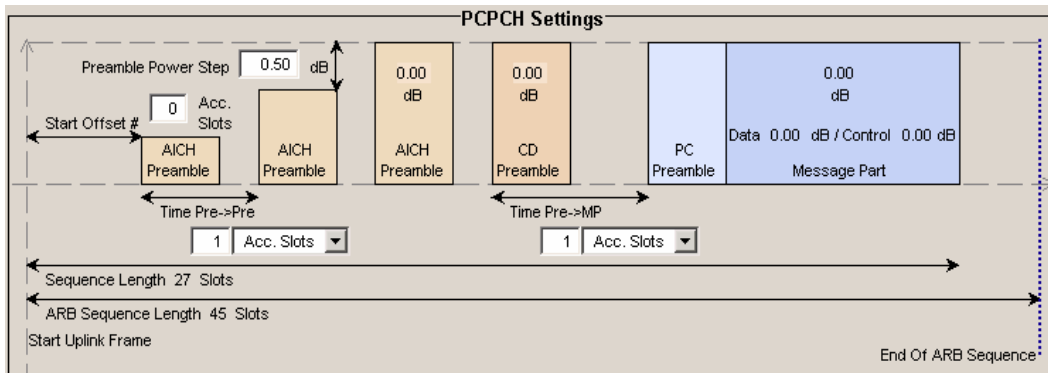 PCPCH Settings
Preamble Power Step 0.50 dB
0.00 dB
0.00 dB
0.00 dB
Start Offset # 0 Acc. Slots
Data 0.00 dB / Control 0.00 dB
AICH Preamble
AICH Preamble
AICH Preamble
CD Preamble
PC Preamble
Message Part
Time Pre->Pre
Time Pre->MP
1 Acc. Slots
1 Acc. Slots
Sequence Length 27 Slots
ARB Sequence Length 45 Slots
Start Uplink Frame
End Of ARB Sequence